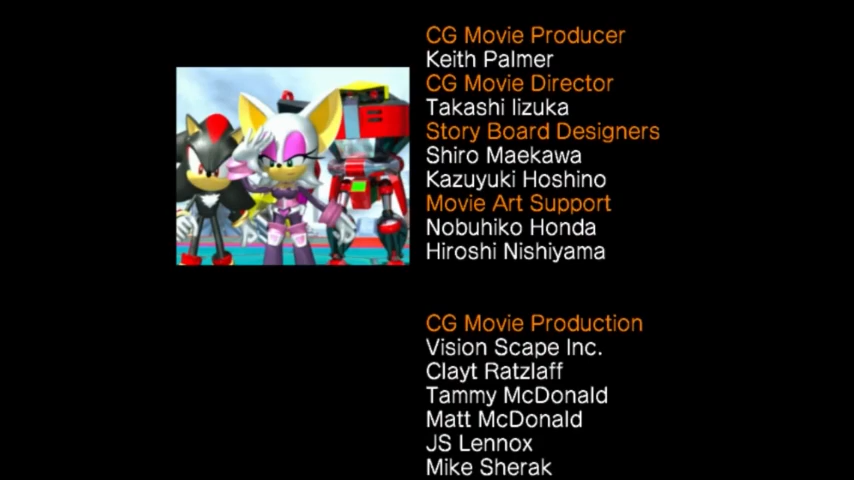 CG Movie Producer
Keith Palmer
CG Movie Director
Takashi Iizuka
Story Board Designers
Shiro Maekawa
Kazuyuki Hoshino
Movie Art Support
Nobuhiko Honda
Hiroshi Nishiyama
CG Movie Production
Vision Scape Inc.
Clayt Ratzlaff
Tammy McDonald
Matt McDonald
JS Lennox
Mike Sherak